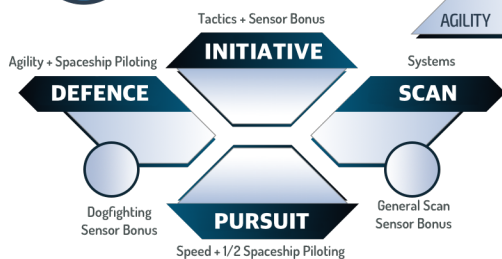 AGILITY
Tactics + Sensor Bonus
INITIATIVE
Agility + Spaceship Piloting
DEFENCE
Systems
SCAN
Dogfighting
Sensor Bonus
General Scan
Sensor Bonus
PURSUIT
Speed + 1/2 Spaceship Piloting